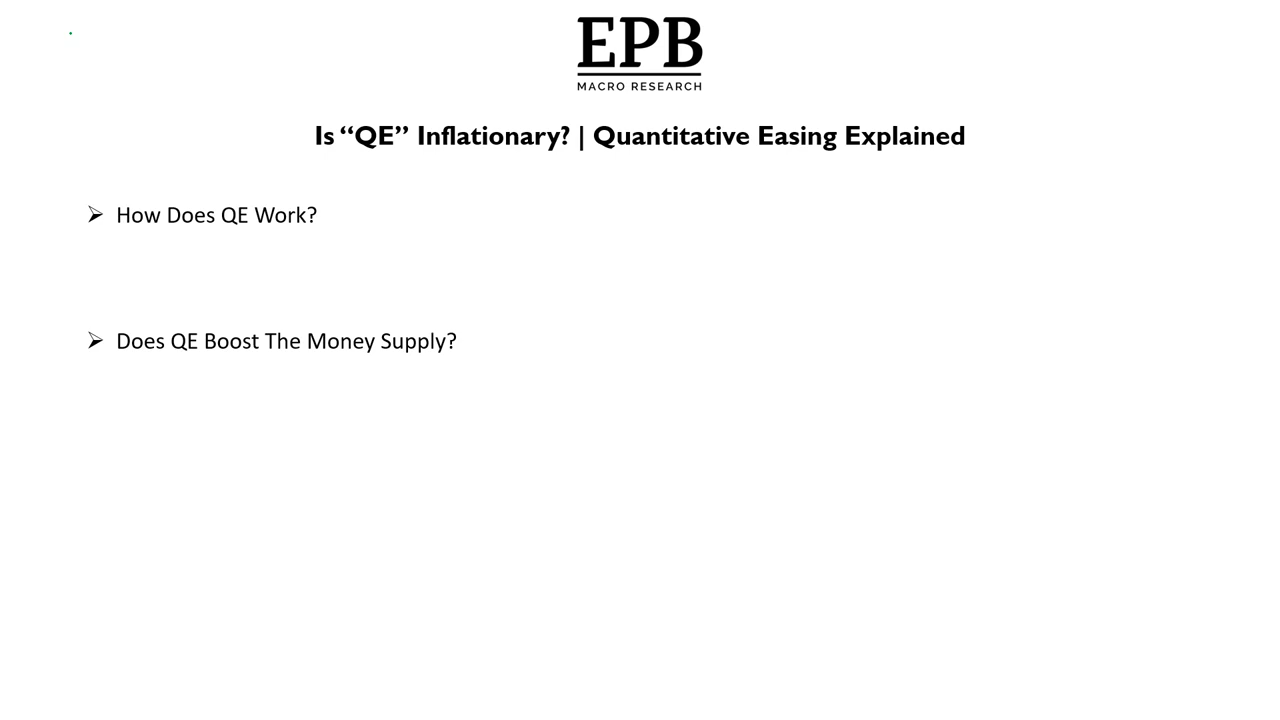 EPB
MACRO RESEARCH
Is “QE” Inflationary? | Quantitative Easing Explained
➢ How Does QE Work?
➢ Does QE Boost The Money Supply?